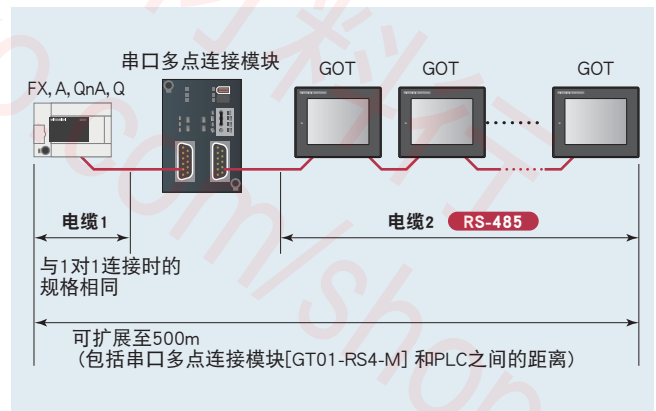 串口多点连接模块
GOT
GOT
GOT
FX, A, QnA, Q
电缆1
电缆2
RS-485
与1对1连接时的
规格相同
可扩展至500m
（包括串口多点连接模块[GT01-RS4-M] 和PLC之间的距离）